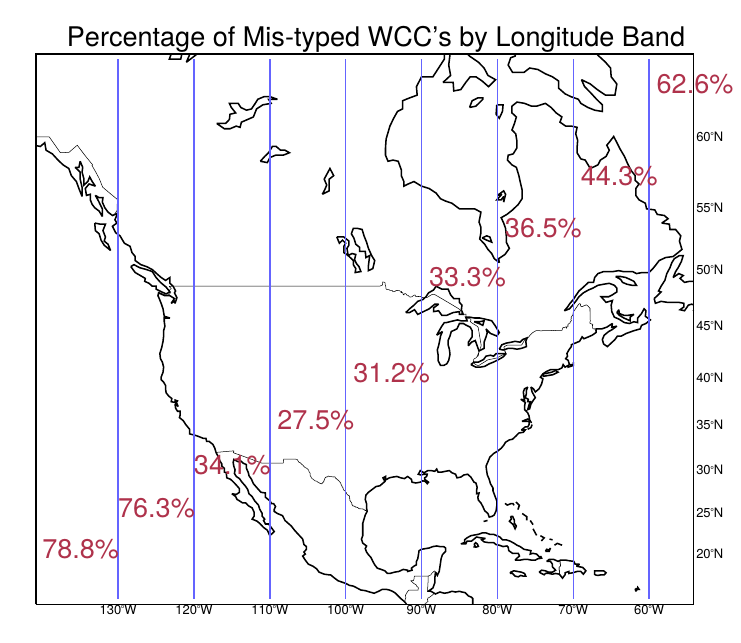 Percentage of Mis-typed WCC's by Longitude Band
62.6%
60°N
44.3%
55°N
36.5%
50°N
33.3%
45°N
31.2%
40°N
27.5%
35°N
34.1%
30°N
76.3%
25°N
78.8%
20°N
130°W 120°W 110°W 100°W 90°W 80°W 70°W 60°W